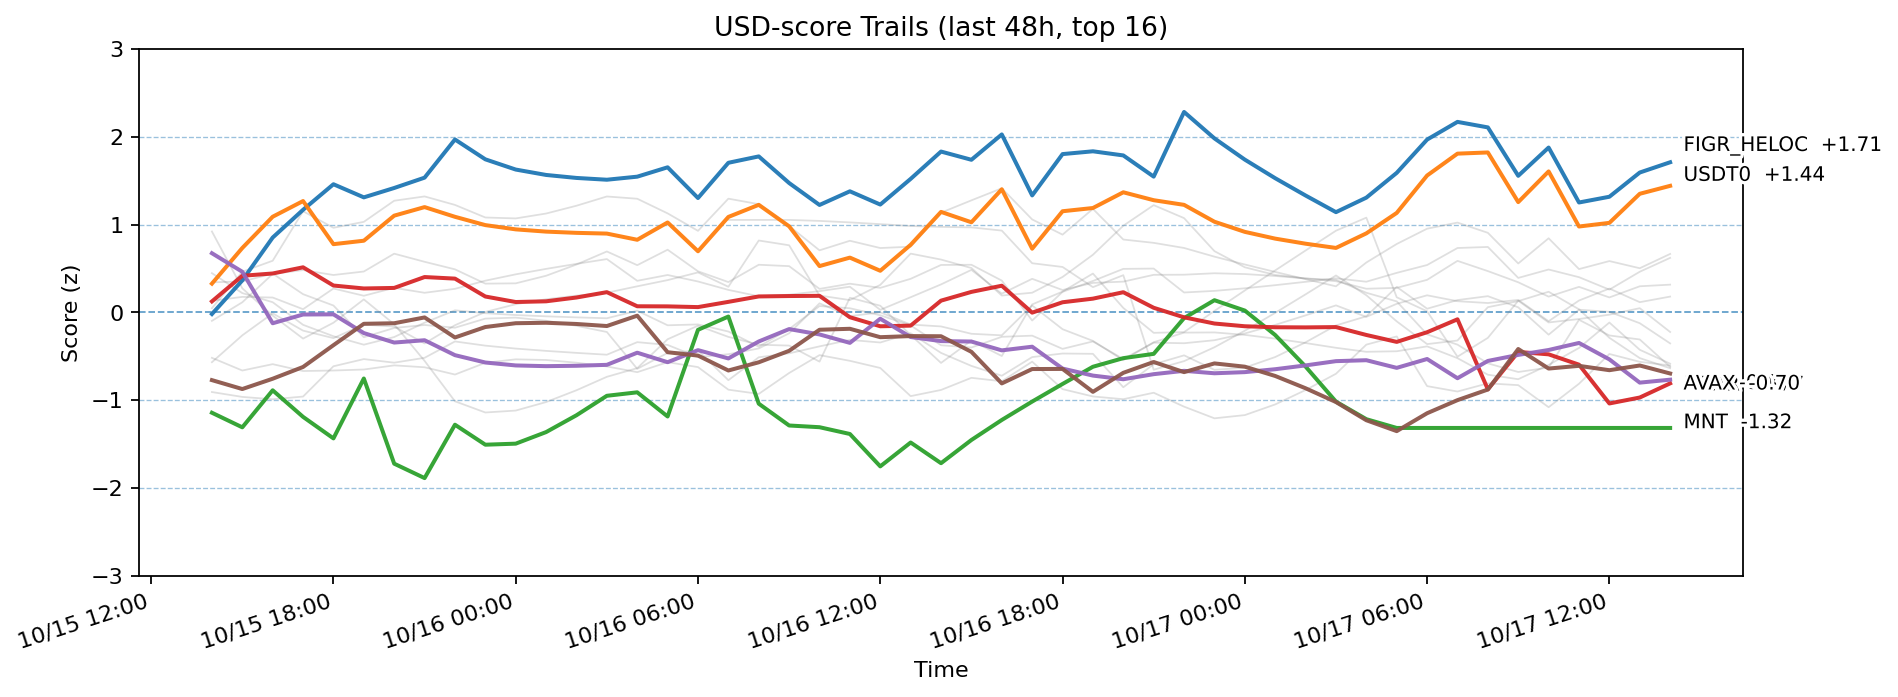 USD-score Trails (last 48h, top 16)
3
2
1
0
−1
−2
−3
Score (z)
FIGR_HELOC +1.71
USDT0 +1.44
AVAX -0.70
MNT -1.32
10/15 12:00
10/15 18:00
10/16 00:00
10/16 06:00
10/16 12:00
10/16 18:00
10/17 00:00
10/17 06:00
10/17 12:00
Time